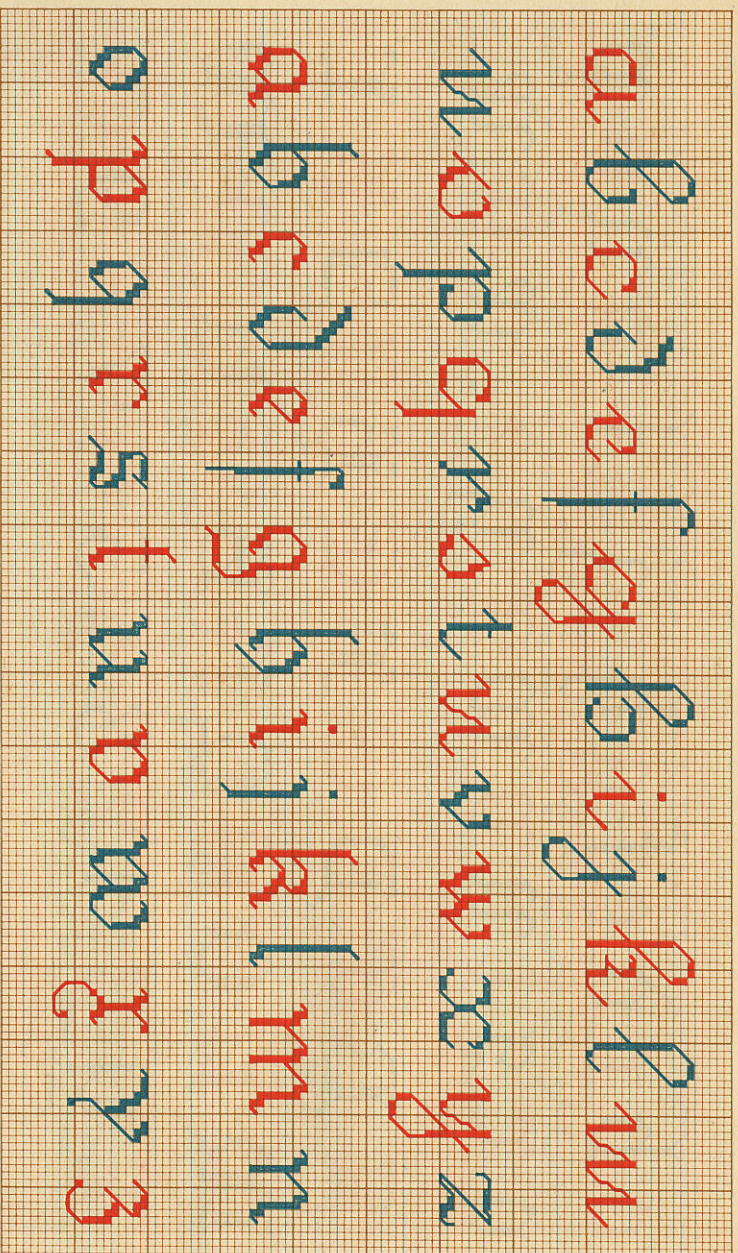 a b c d e f g h i j k l m
n o p q r s t u v w x y z
a b c d e f g h i j k l m n
o p q r s t u v w x y z